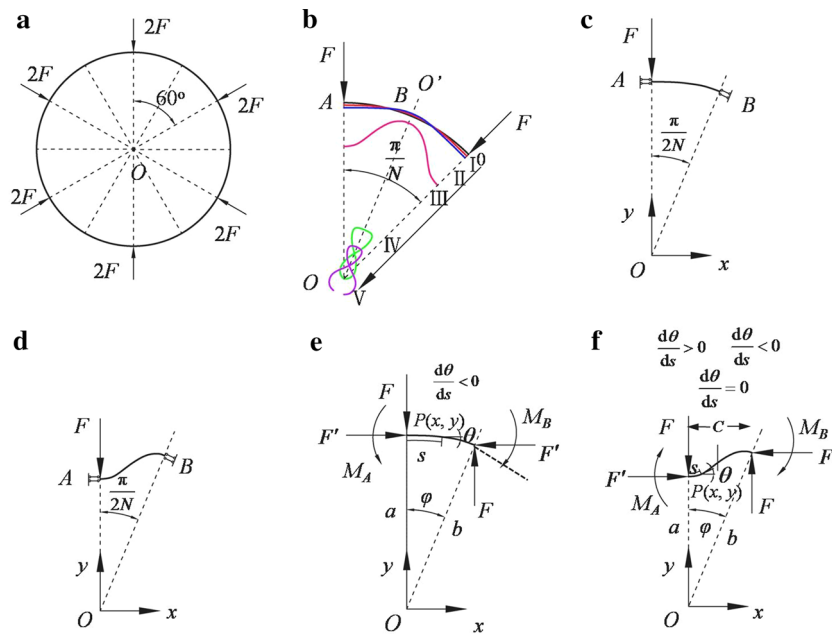 a
2F
2F
60°
2F
O
2F
2F
2F
b
F
A
B
O'
F
π
N
I⁰
II
III
IV
O
V
c
F
A
B
π
2N
y
O
x
d
F
A
B
π
2N
y
O
x
e
dθ/ds<0
F
F'
P(x, y)
θ
M_B
s
F'
M_A
a
φ
b
F
y
O
x
f
dθ/ds>0 dθ/ds<0
dθ/ds=0
F
C
M_B
s
θ
F'
P(x, y)
F'
M_A
F
a
φ
b
y
O
x